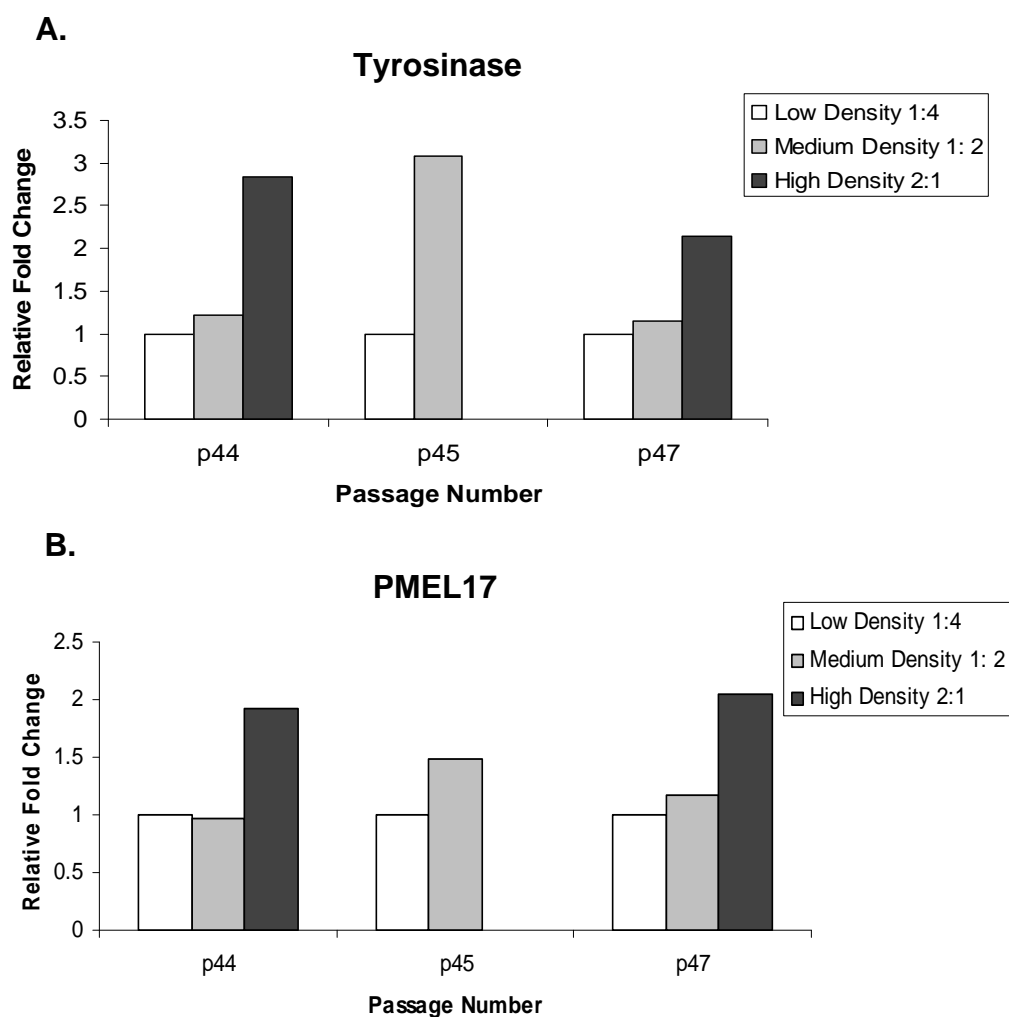 A.
Tyrosinase
Low Density 1:4
Medium Density 1: 2
High Density 2:1
Relative Fold Change
3.5
3
2.5
2
1.5
1
0.5
0
p44 p45 p47
Passage Number
B.
PMEL17
Low Density 1:4
Medium Density 1: 2
High Density 2:1
Relative Fold Change
2.5
2
1.5
1
0.5
0
p44 p45 p47
Passage Number